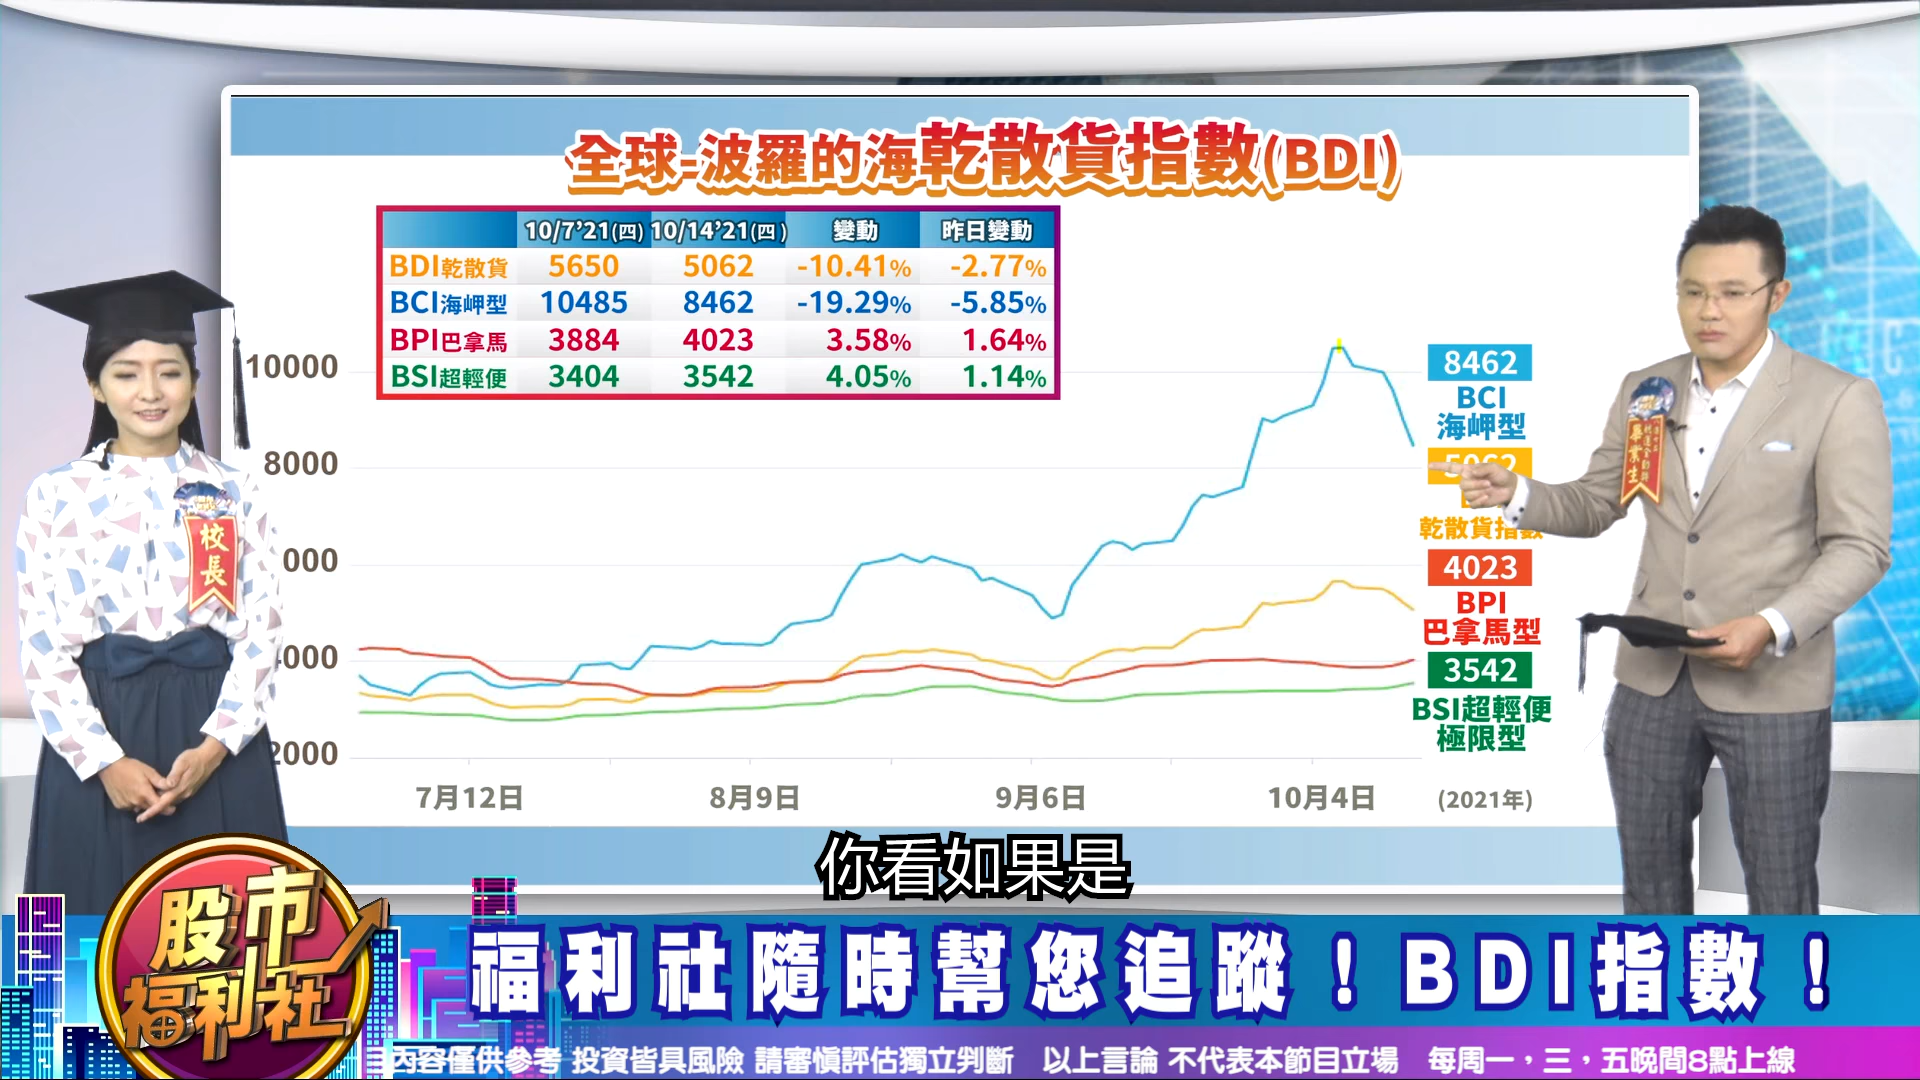 全球-波羅的海乾散貨指數(BDI)
10/7'21(四) 10/14'21(四) 變動 昨日變動
BDI乾散貨 5650 5062 -10.41% -2.77%
BCI海岬型 10485 8462 -19.29% -5.85%
BPI巴拿馬 3884 4023 3.58% 1.64%
BSI超輕便 3404 3542 4.05% 1.14%
10000
8000
000
4000
2000
7月12日 8月9日 9月6日 10月4日 (2021年)
8462
BCI
海岬型
5062
乾散貨指數
4023
BPI
巴拿馬型
3542
BSI超輕便
極限型
校長
畢業生
你看如果是
股市
福利社
福利社隨時幫您追蹤！BDI指數！
內容僅供參考 投資皆具風險 請審慎評估獨立判斷 以上言論 不代表本節目立場 每周一，三，五晚間8點上線